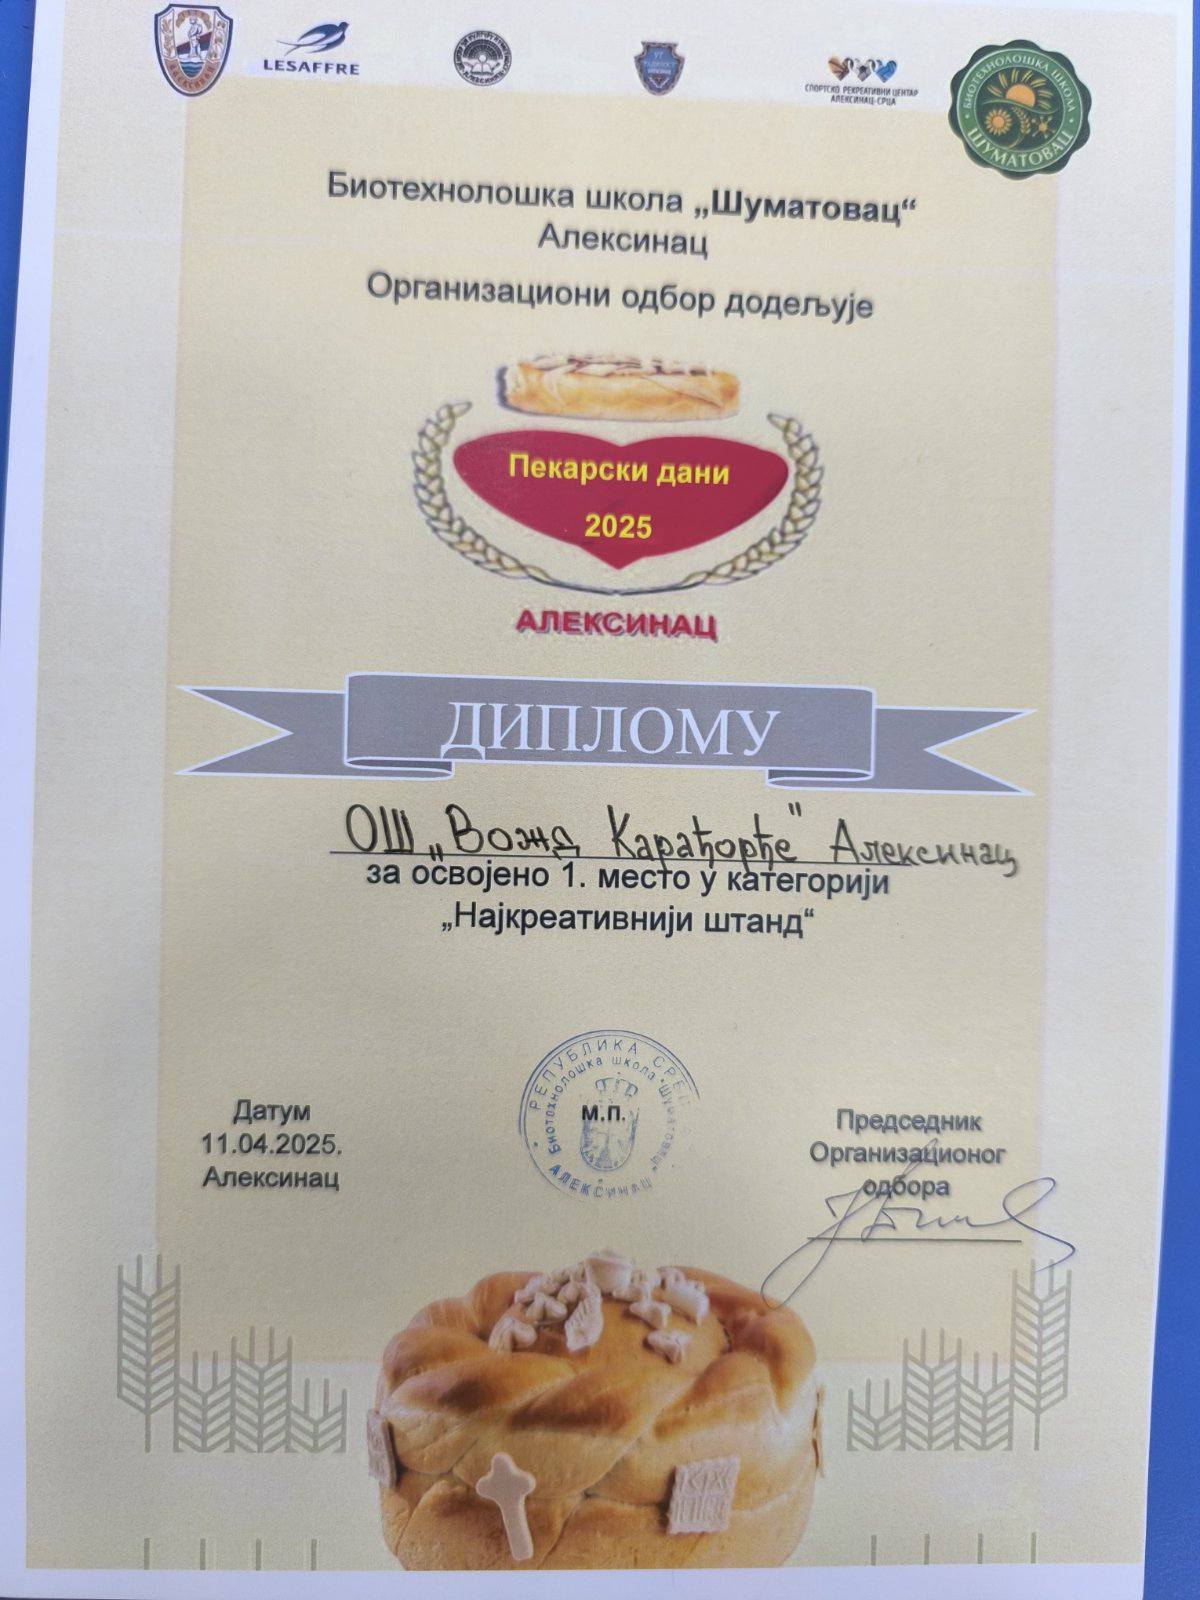 LESAFFRE
СПОРТСКО РЕКРЕАТИВНИ ЦЕНТАР
АЛЕКСИНАЦ-СРЦА
БИОТЕХНОЛОШКА ШКОЛА
ШУМАТОВАЦ
Биотехнолошка школа „Шуматовац“
Алексинац
Организациони одбор додељује
Пекарски дани
2025
АЛЕКСИНАЦ
ДИПЛОМУ
ОШ „Вожд Карађорђе" Алексинац
за освојено 1. место у категорији
„Најкреативнији штанд“
РЕПУБЛИКА СРБ
Биотехнолошка школа "Шуматовац"
АЛЕКСИНАЦ
М.П.
Датум
11.04.2025.
Алексинац
Председник
Организационог
одбора